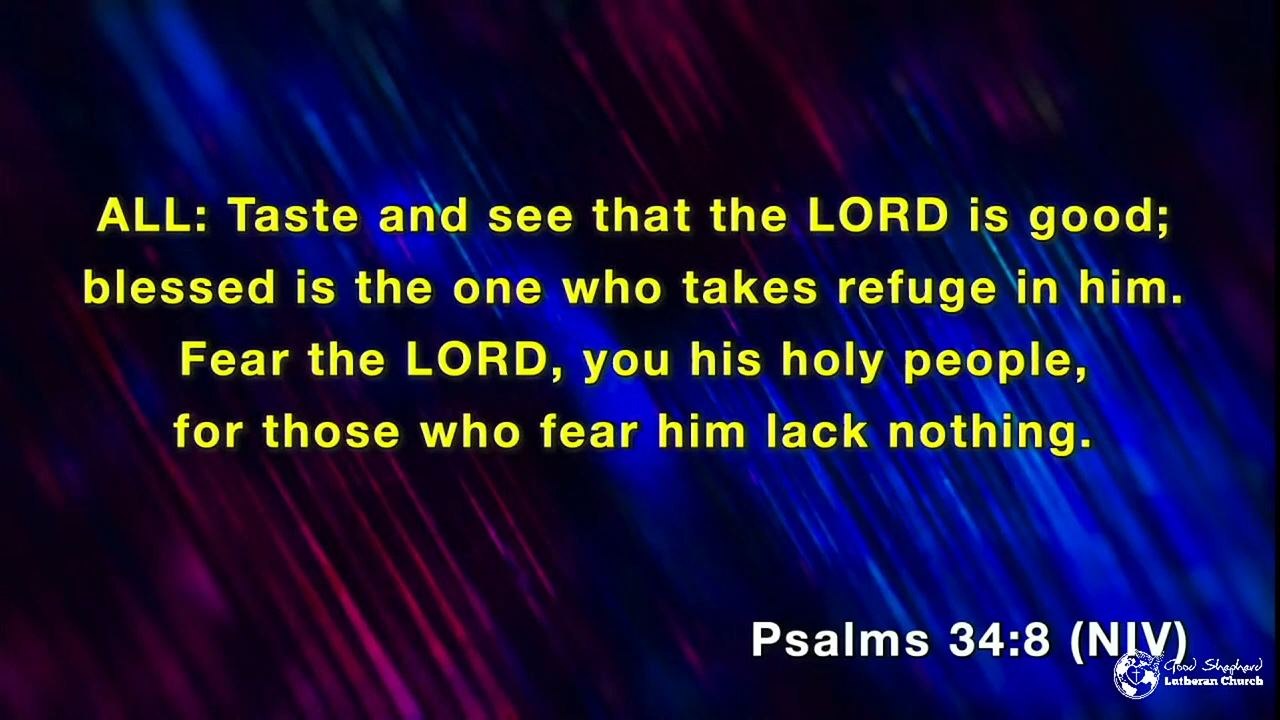 ALL: Taste and see that the LORD is good;
blessed is the one who takes refuge in him.
Fear the LORD, you his holy people,
for those who fear him lack nothing.
Psalms 34:8 (NIV)
Good Shepherd
Lutheran Church